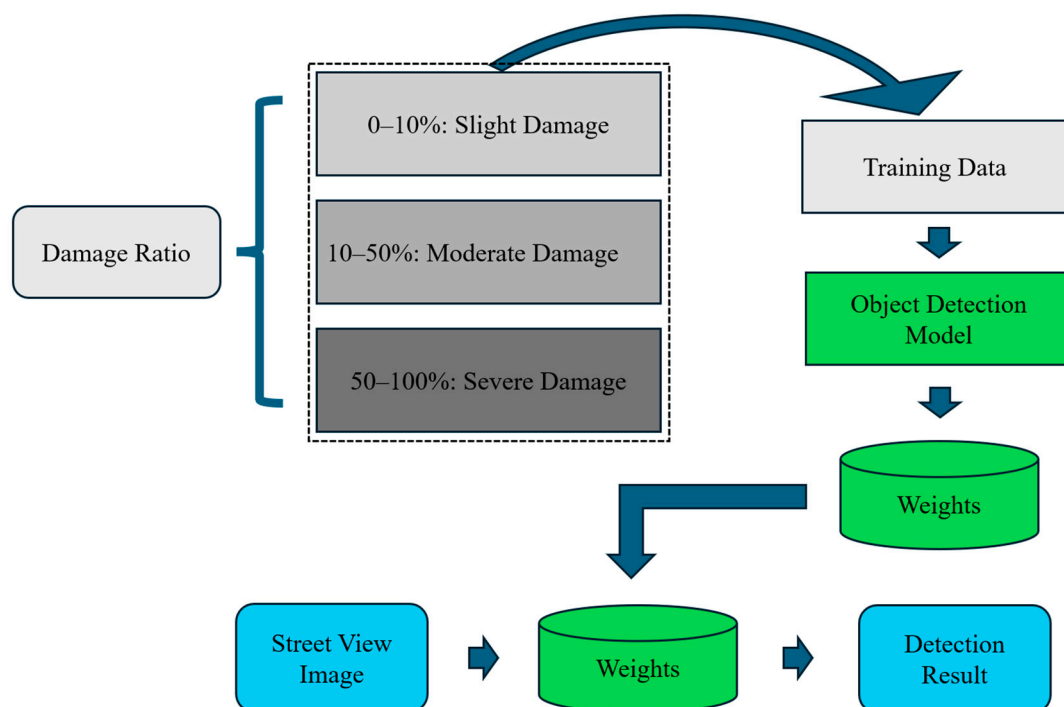 0–10%: Slight Damage
Training Data
Damage Ratio
10–50%: Moderate Damage
Object Detection
Model
50–100%: Severe Damage
Weights
Street View
Image
Weights
Detection
Result